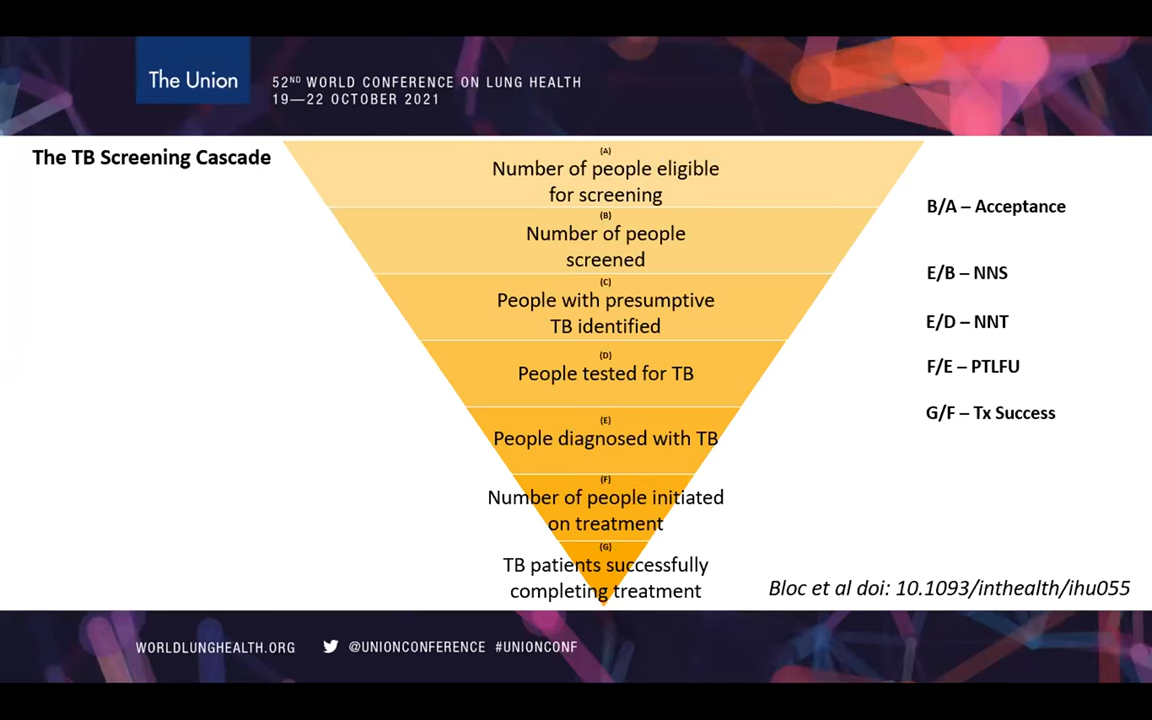 The Union
52ND WORLD CONFERENCE ON LUNG HEALTH
19—22 OCTOBER 2021
The TB Screening Cascade
(A)
Number of people eligible
for screening
(B)
Number of people
screened
(C)
People with presumptive
TB identified
(D)
People tested for TB
(E)
People diagnosed with TB
(F)
Number of people initiated
on treatment
(G)
TB patients successfully
completing treatment
B/A – Acceptance
E/B – NNS
E/D – NNT
F/E – PTLFU
G/F – Tx Success
Bloc et al doi: 10.1093/inthealth/ihu055
WORLDLUNGHEALTH.ORG @UNIONCONFERENCE #UNIONCONF